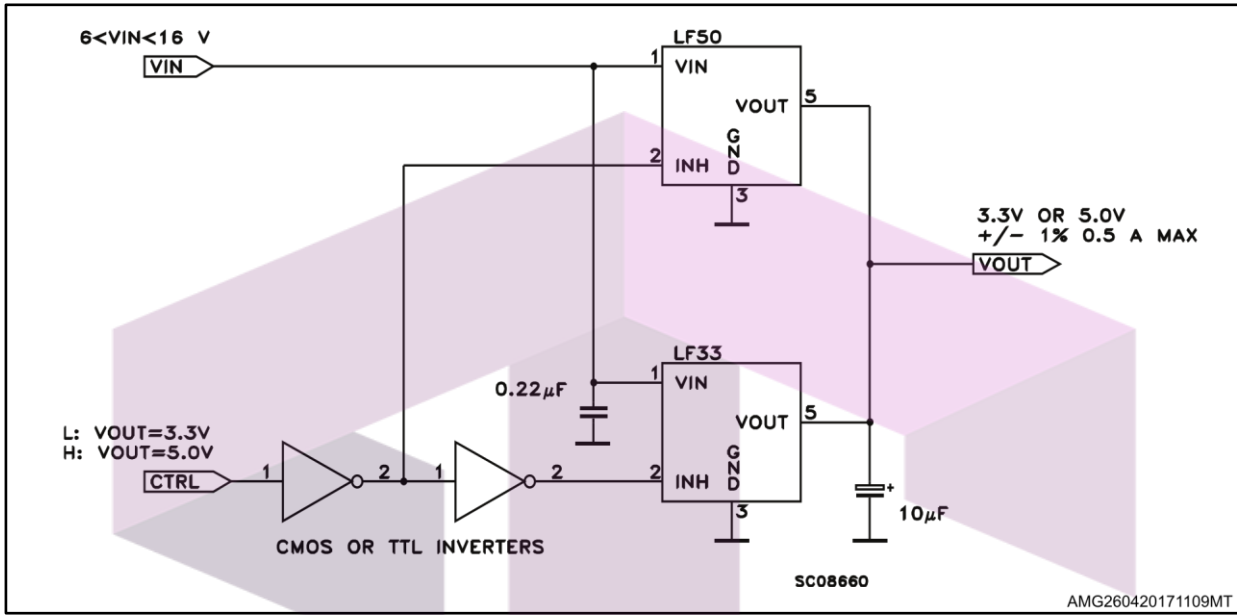 6<VIN<16 V
VIN
LF50
1
VIN
VOUT
5
GND
2
INH
3
3.3V OR 5.0V
+/- 1% 0.5 A MAX
VOUT
LF33
1
VIN
0.22μF
VOUT
5
L: VOUT=3.3V
H: VOUT=5.0V
CTRL
1
2
1
2
2
INH
GND
3
+
10μF
CMOS OR TTL INVERTERS
SC08660
AMG260420171109MT